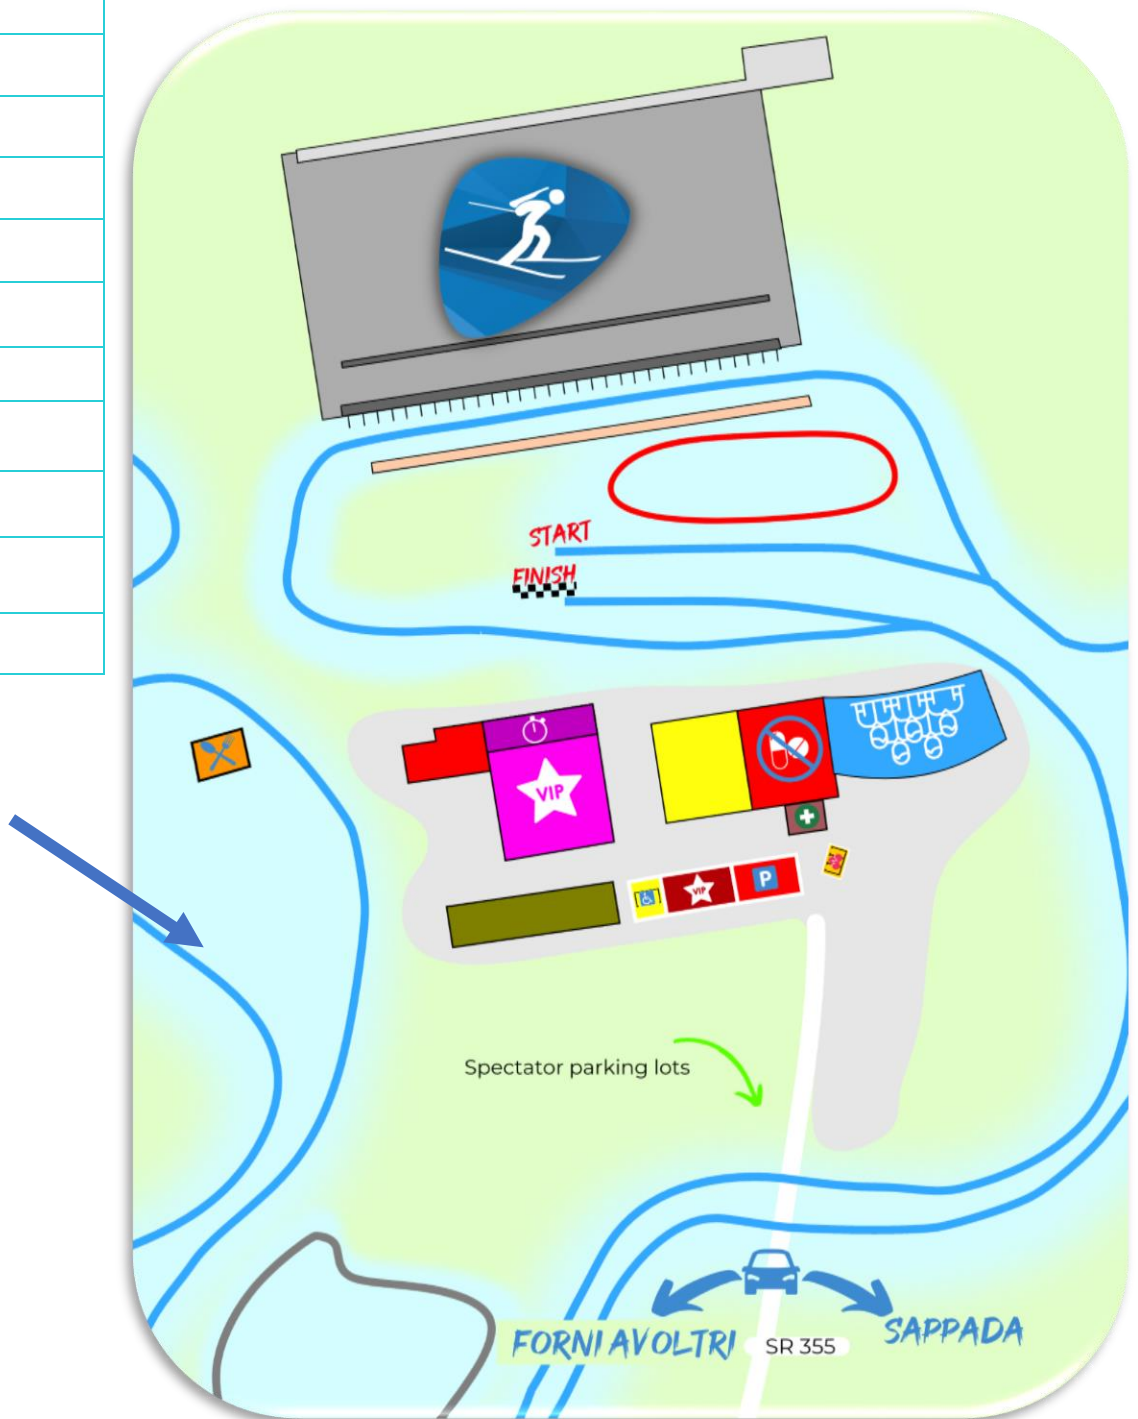 START
FINISH
VIP
VIP
P
Spectator parking lots
FORNI AVOLTRI
SR 355
SAPPADA